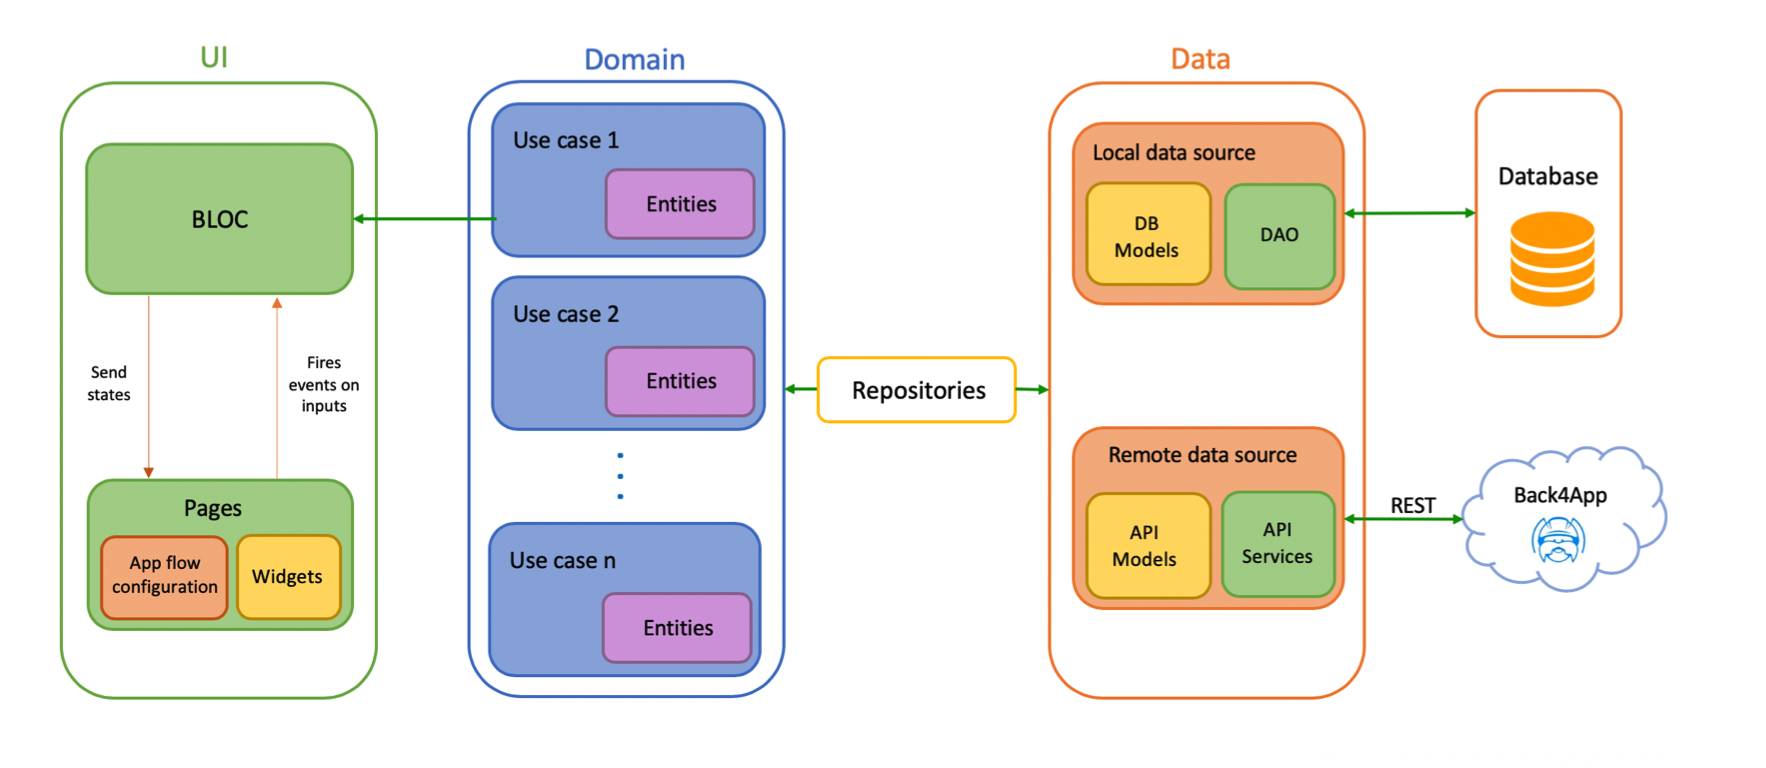 UI
BLOC
Send
states
Fires
events on
inputs
Pages
App flow
configuration
Widgets
Domain
Use case 1
Entities
Use case 2
Entities
Use case n
Entities
Repositories
Data
Local data source
DB
Models
DAO
Remote data source
API
Models
API
Services
Database
REST
Back4App